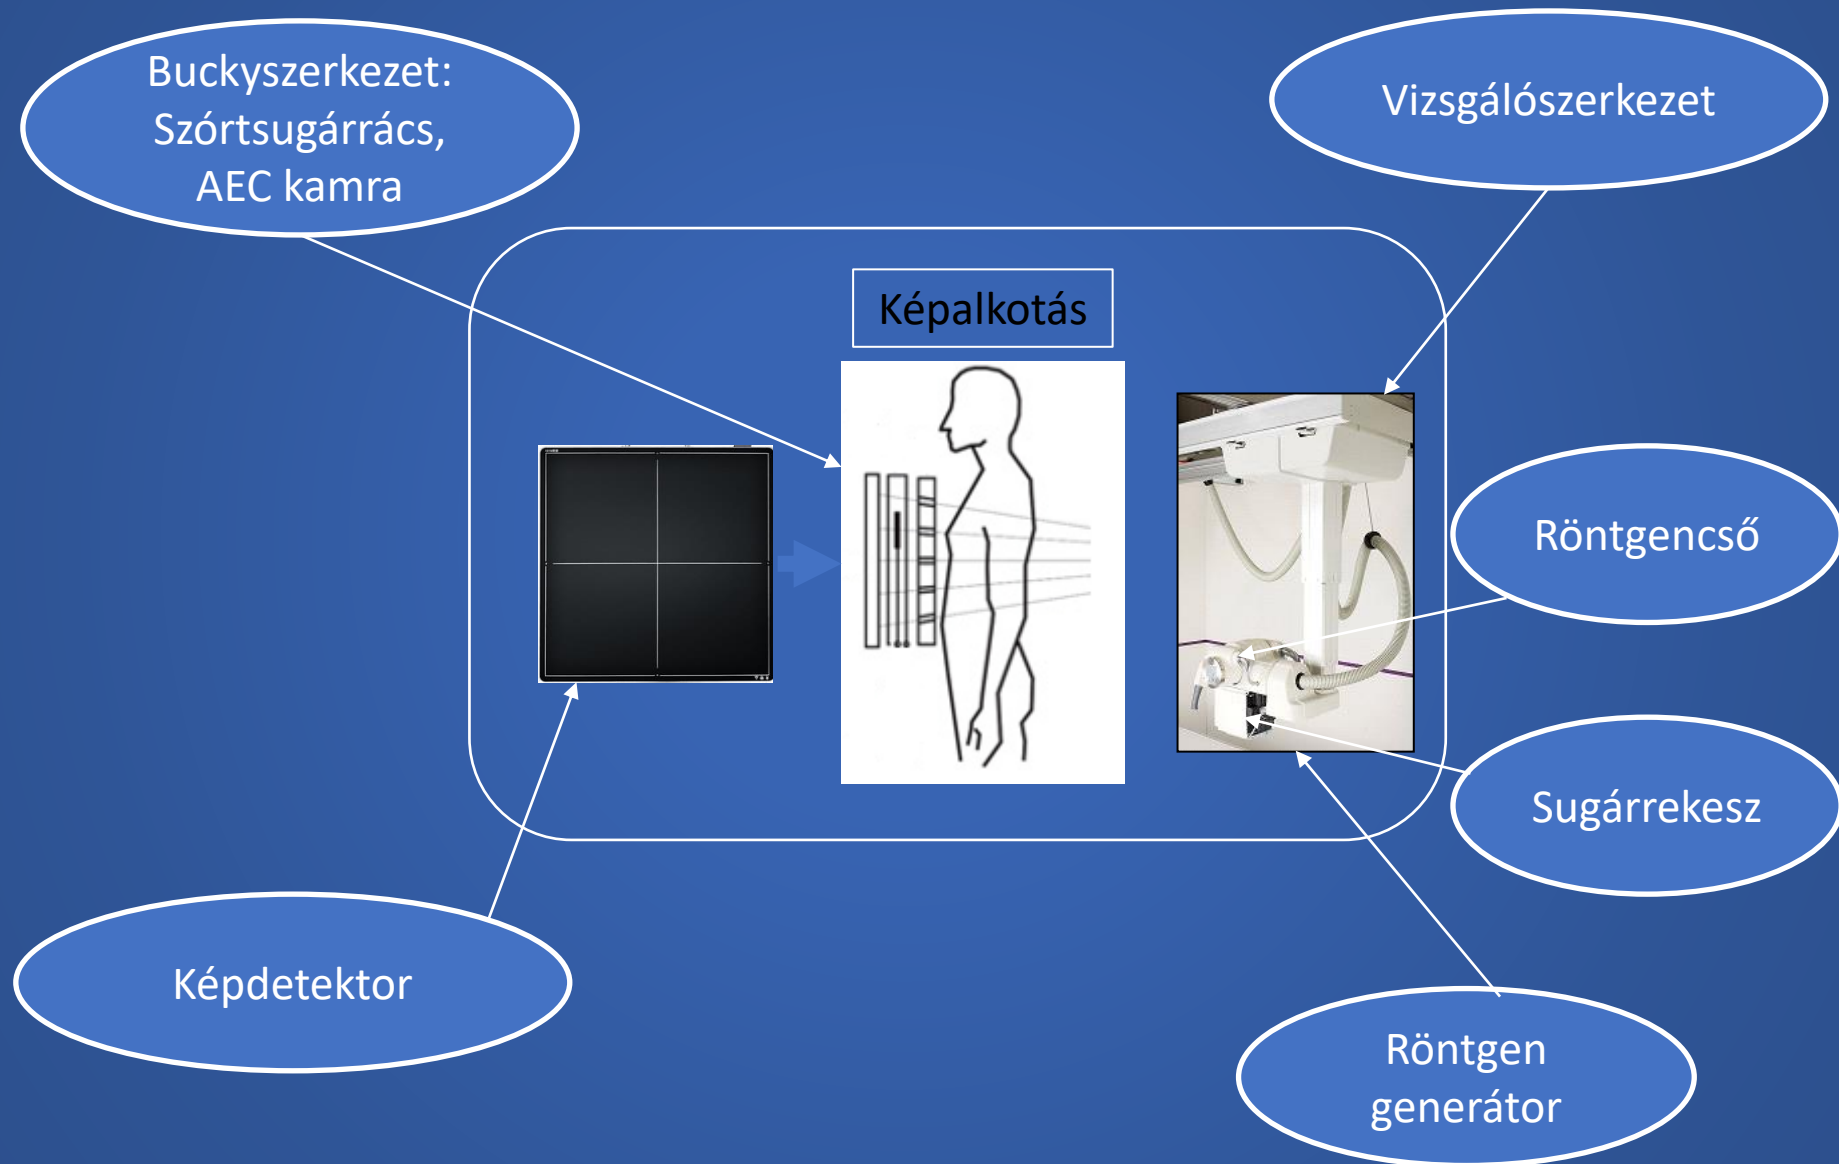 Buckyszerkezet:
Szórtsugárrács,
AEC kamra
Vizsgálószerkezet
Képalkotás
Röntgencső
Sugárrekesz
Képdetektor
Röntgen
generátor